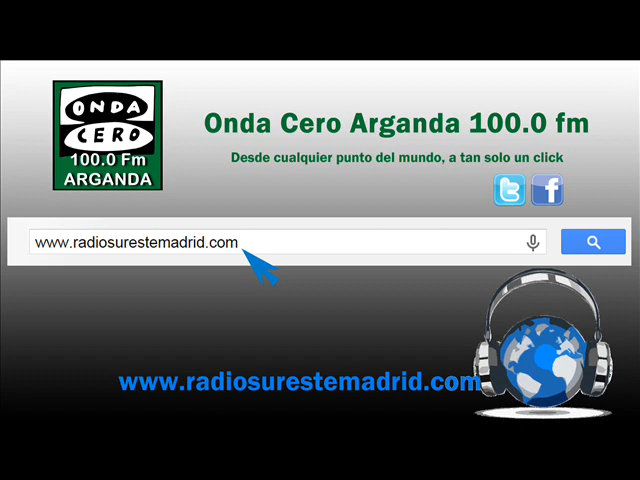 ONDA
CERO
100.0 Fm
ARGANDA
Onda Cero Arganda 100.0 fm
Desde cualquier punto del mundo, a tan solo un click
www.radiosurestemadrid.com
www.radiosurestemadrid.com